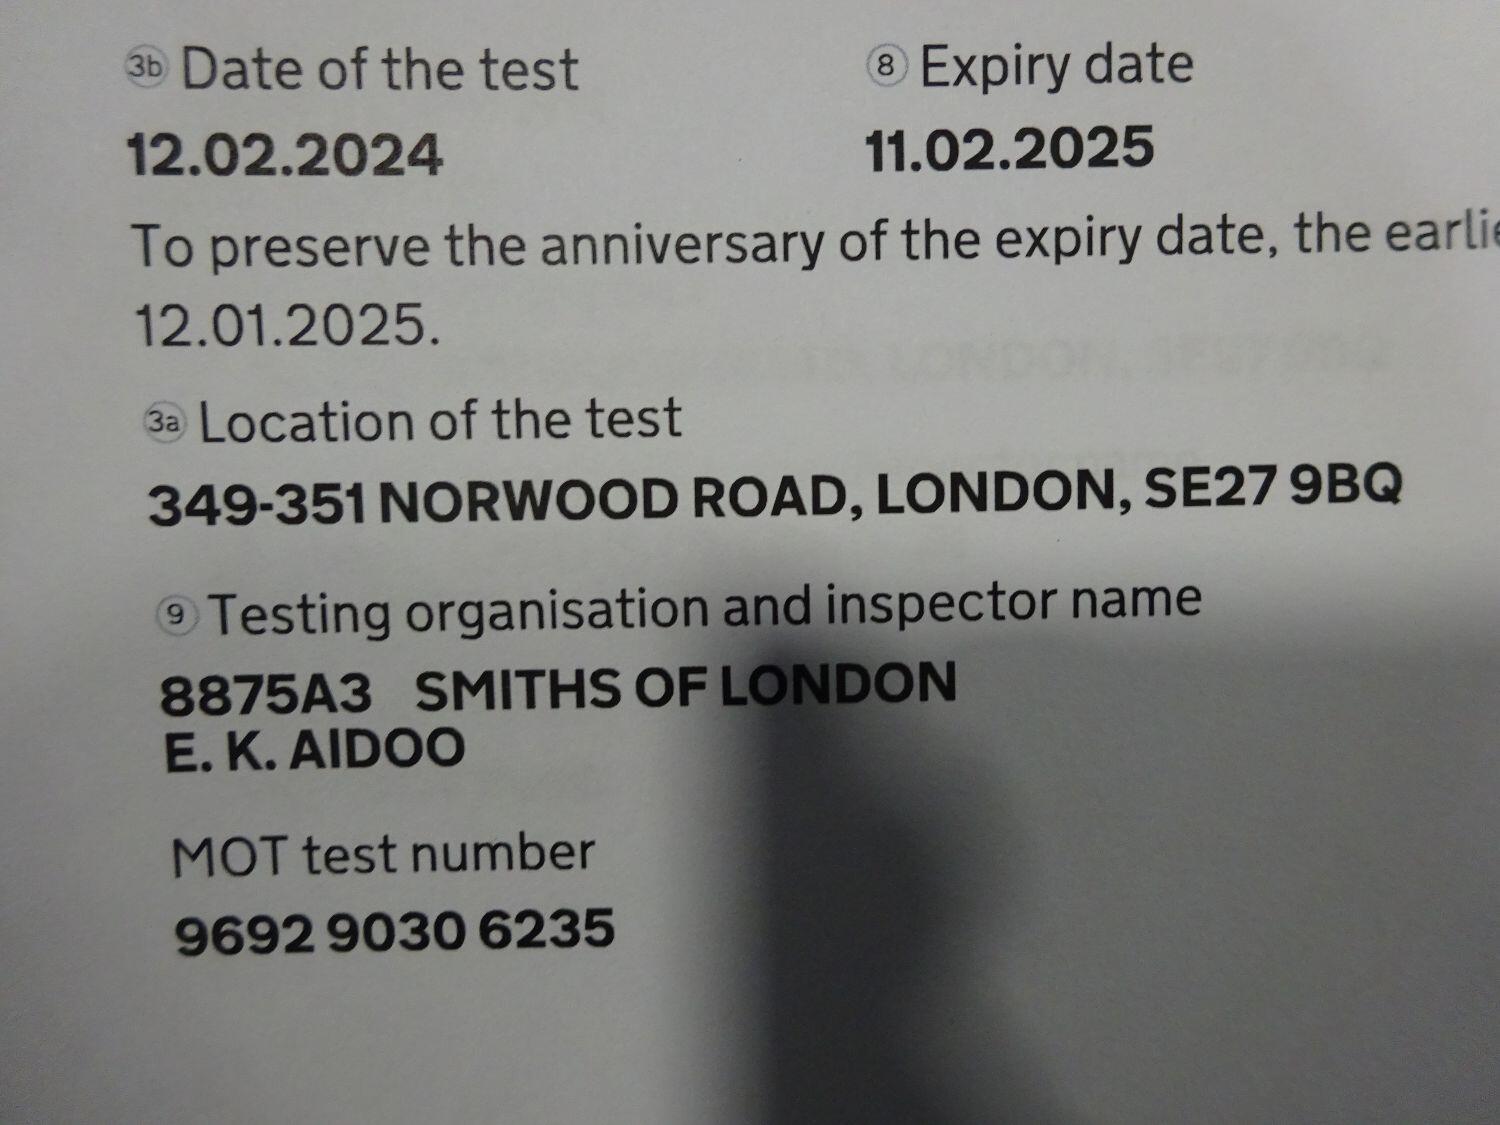 3b Date of the test
8 Expiry date
12.02.2024
11.02.2025
To preserve the anniversary of the expiry date, the earlie
12.01.2025.
3a Location of the test
349-351 NORWOOD ROAD, LONDON, SE27 9BQ
9 Testing organisation and inspector name
8875A3 SMITHS OF LONDON
E. K. AIDOO
MOT test number
9692 9030 6235